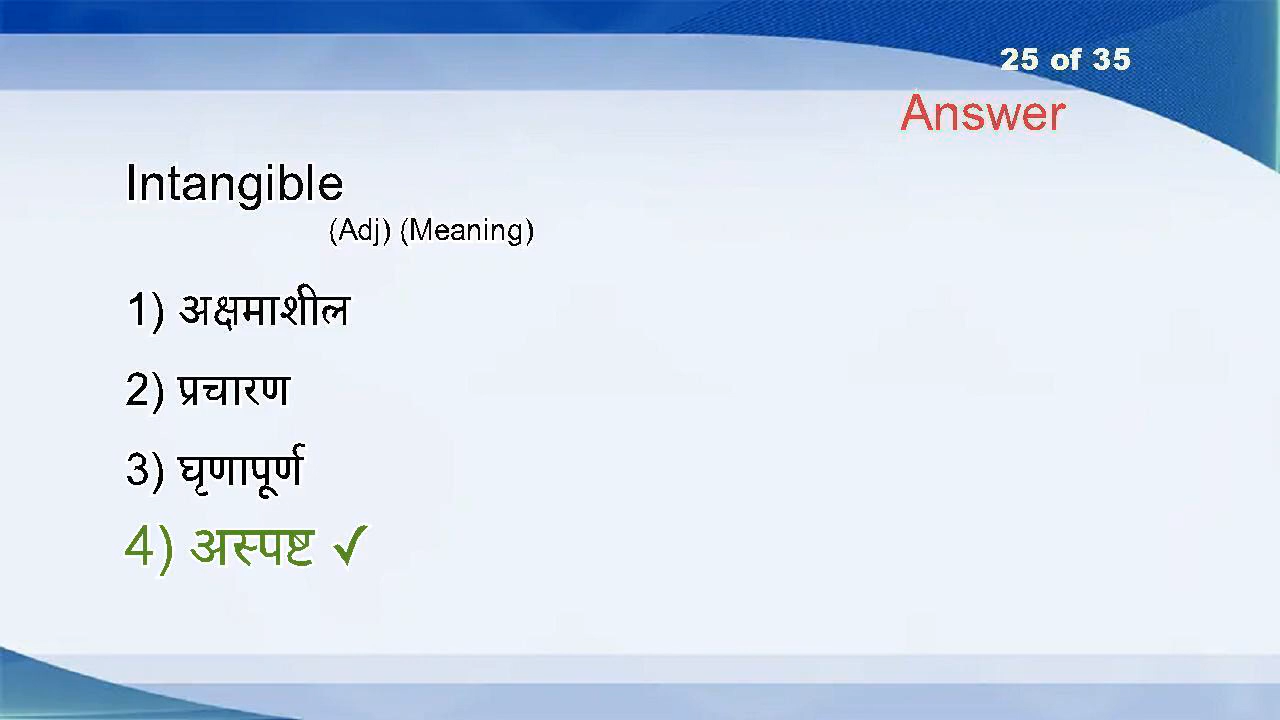 25 of 35
Answer
Intangible
(Adj) (Meaning)
1) अक्षमाशील
2) प्रचारण
3) घृणापूर्ण
4) अस्पष्ट ✓